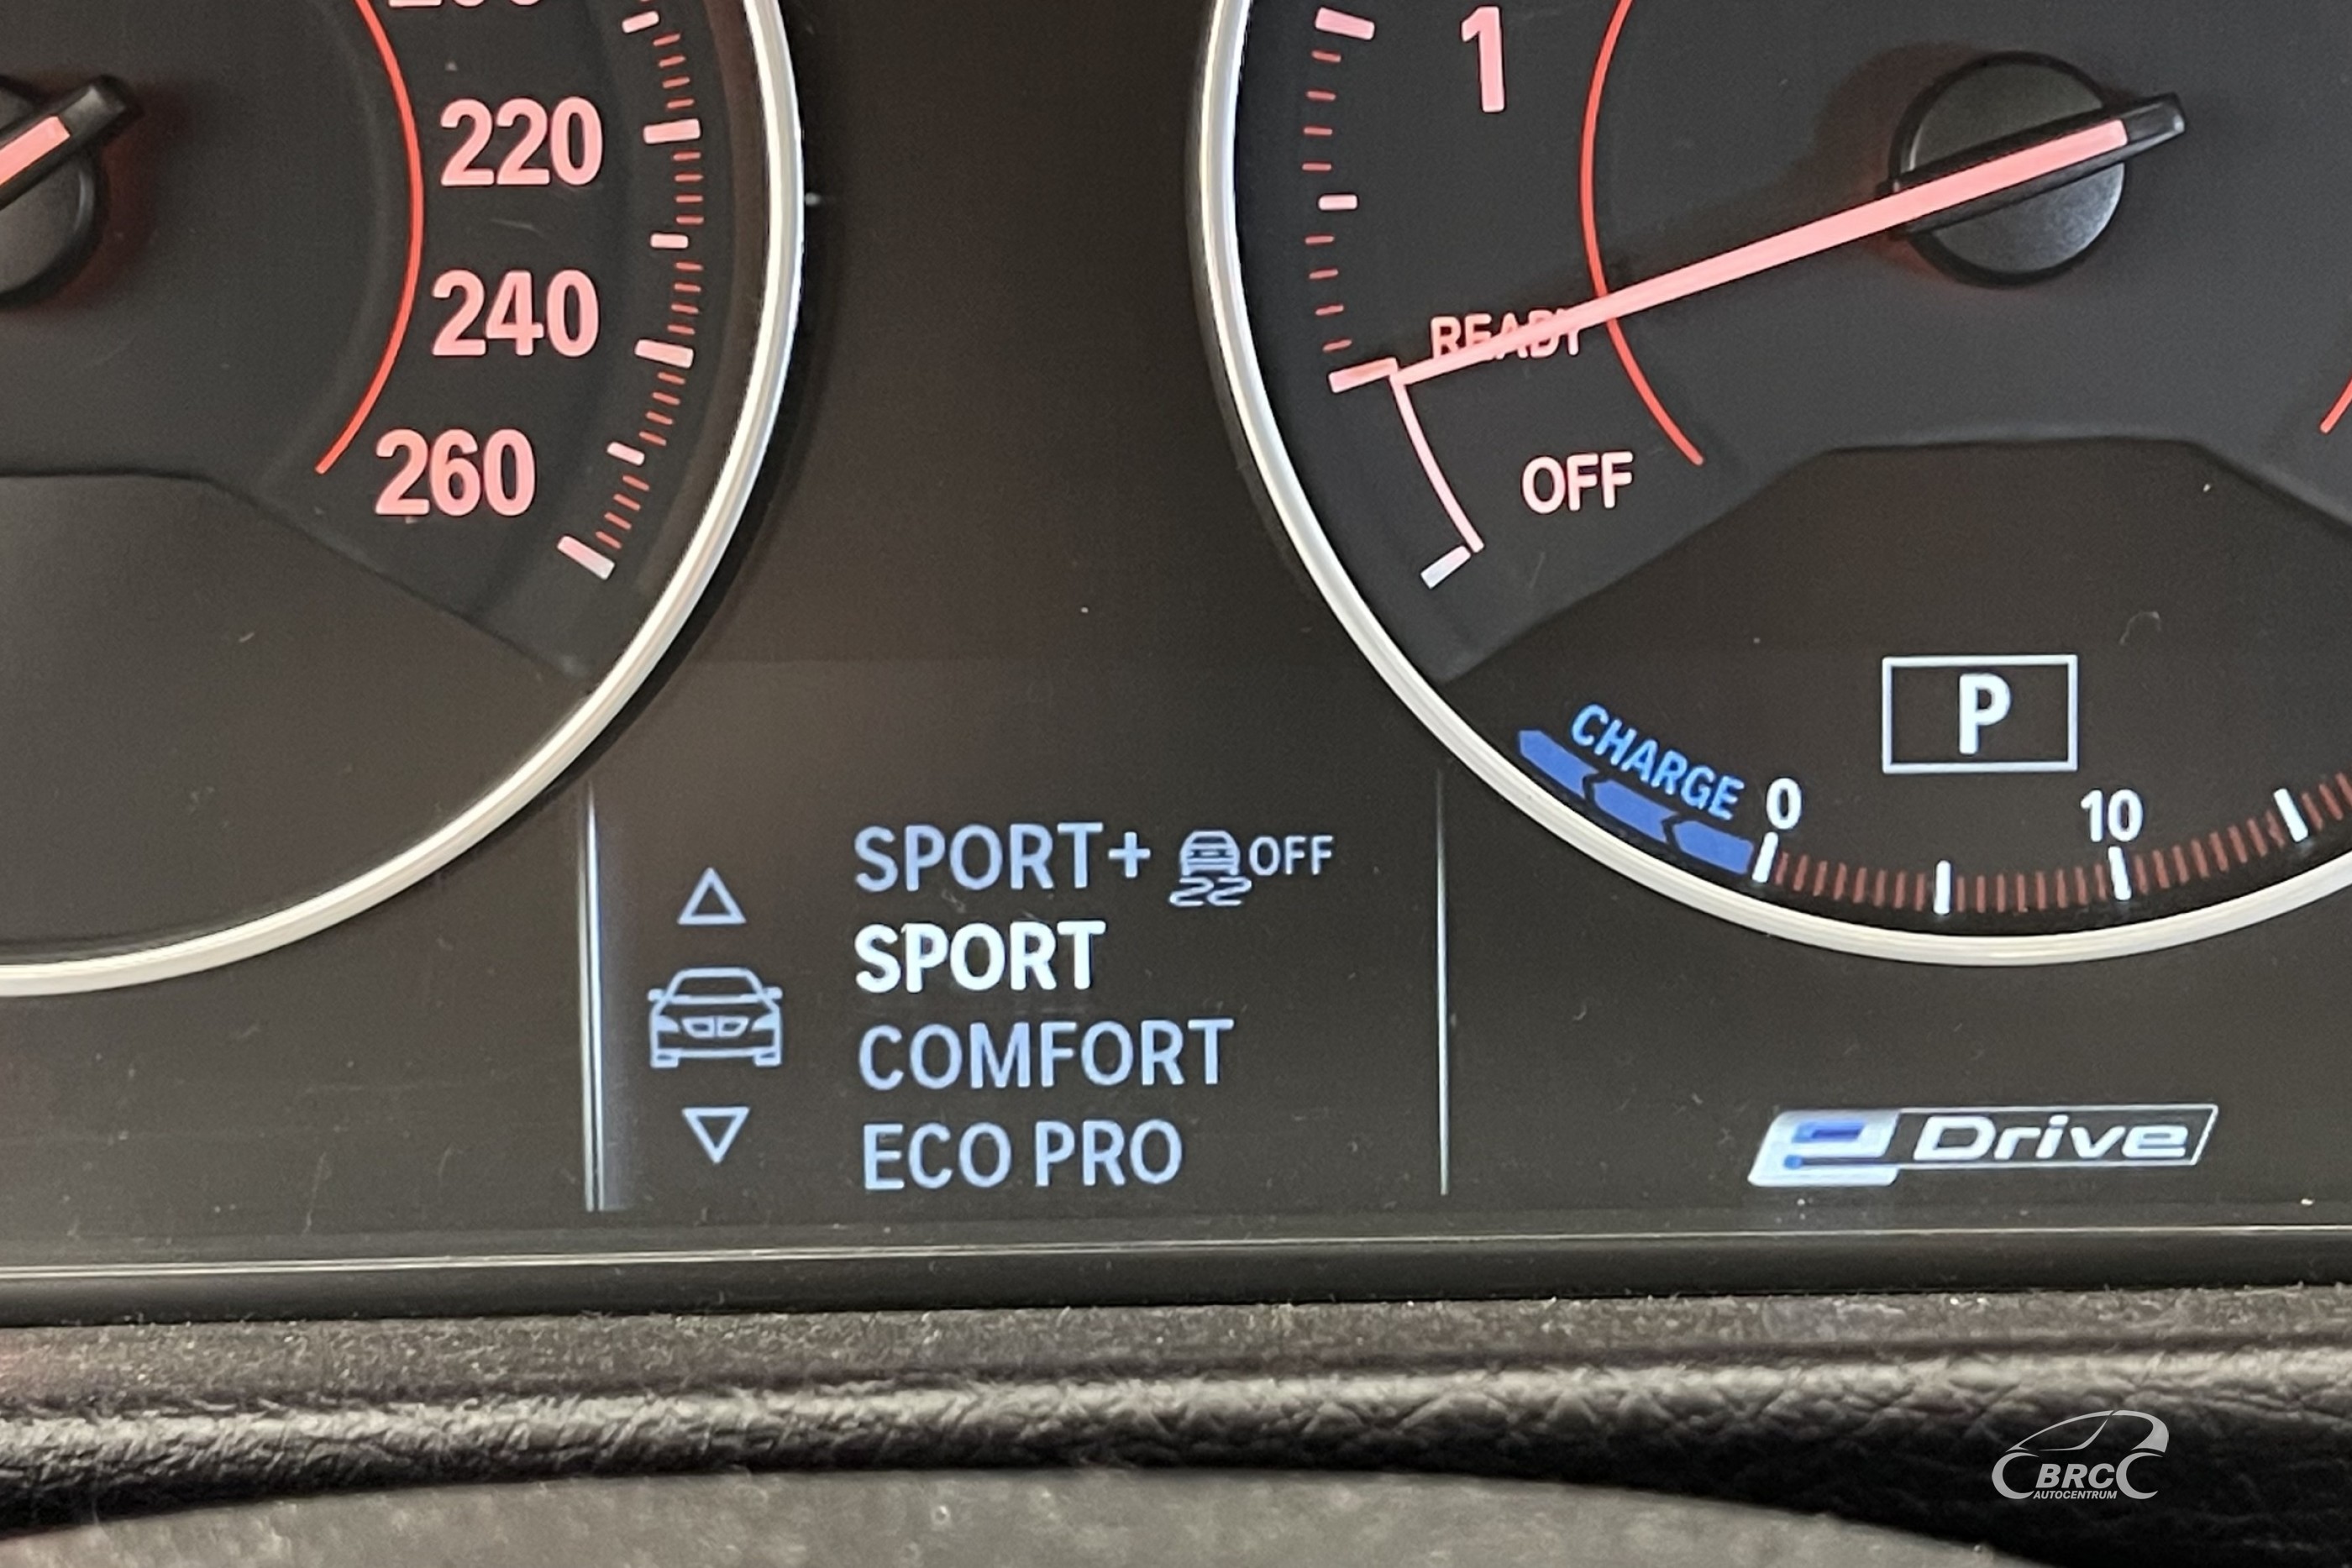 220
240
260
1
READY
OFF
P
CHARGE
0
10
SPORT+ OFF
SPORT
COMFORT
ECO PRO
eDrive
BRC
AUTOCENTRUM